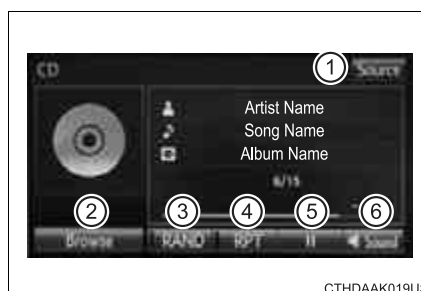 CD
1
Source
Artist Name
Song Name
Album Name
6/15
2
3
4
5
6
Browse
RAND
RPT
Sound
CTHDAAK019US